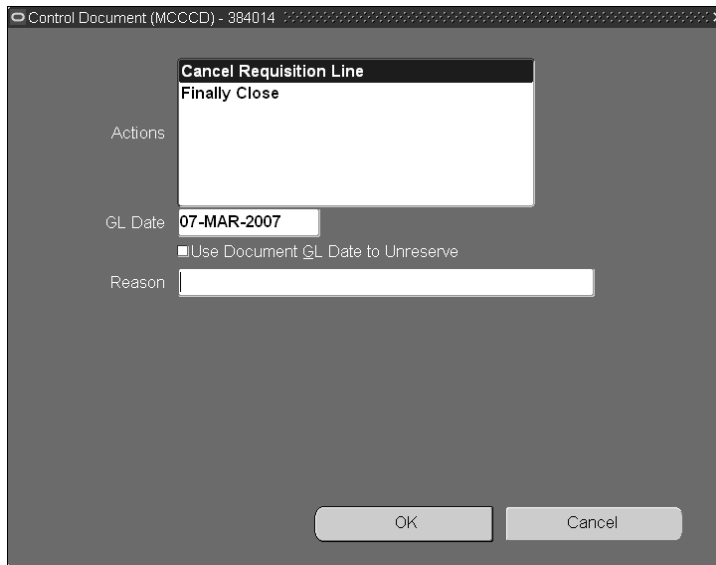 Control Document (MCCCD) - 384014
Cancel Requisition Line
Finally Close
Actions
GL Date 07-MAR-2007
Use Document GL Date to Unreserve
Reason
OK Cancel